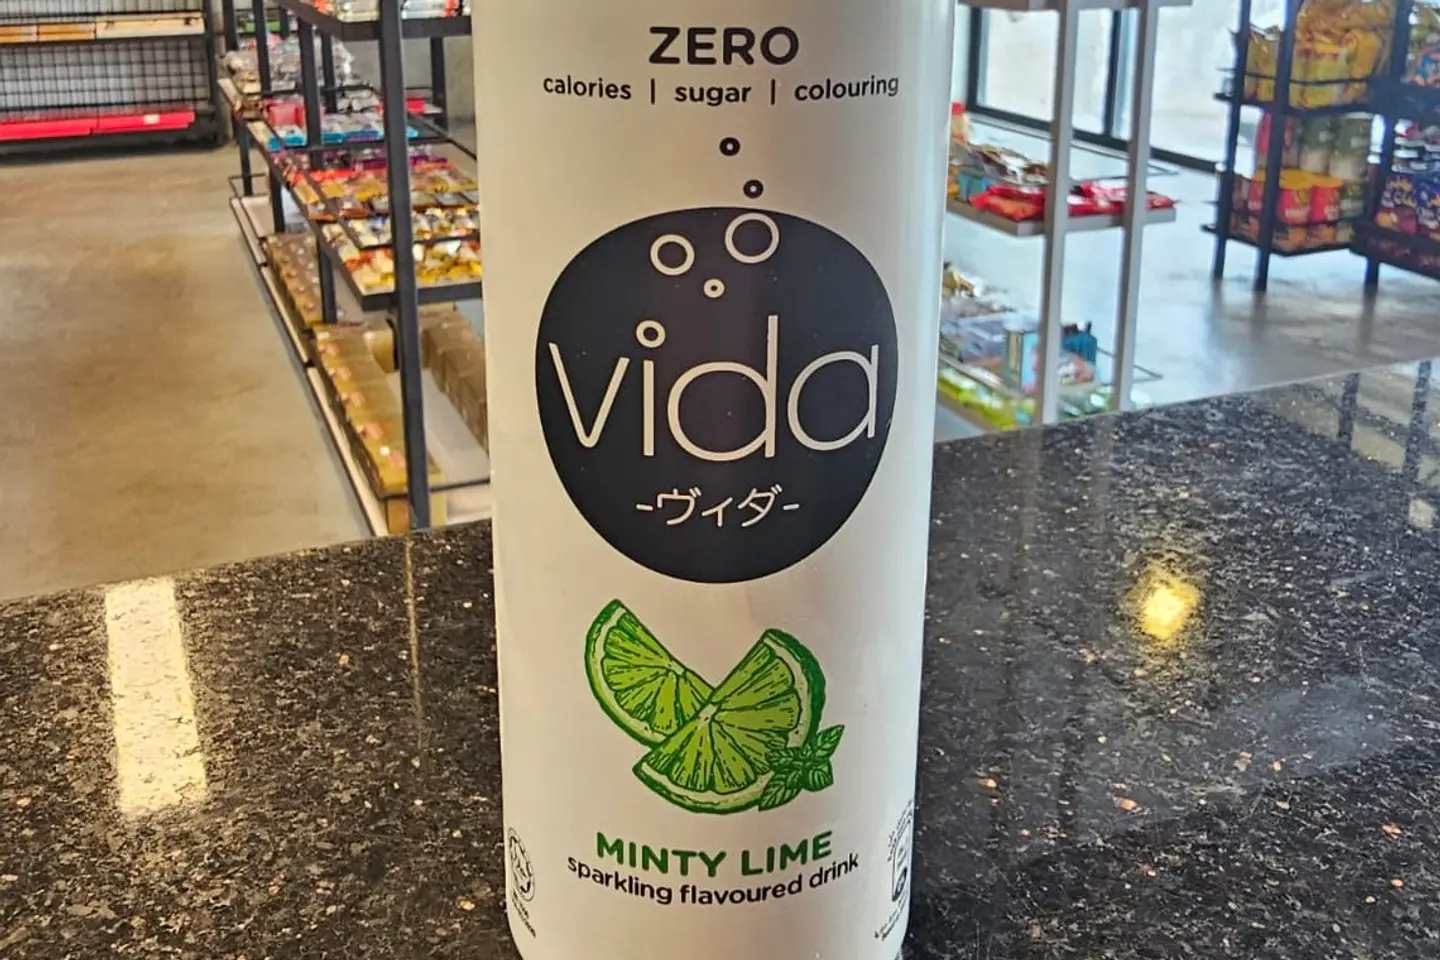 ZERO
calories | sugar | colouring
vida
-ヴィダ-
MINTY LIME
sparkling flavoured drink